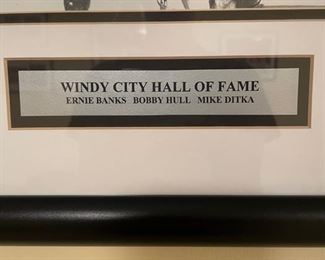 WINDY CITY HALL OF FAME
ERNIE BANKS BOBBY HULL MIKE DITKA